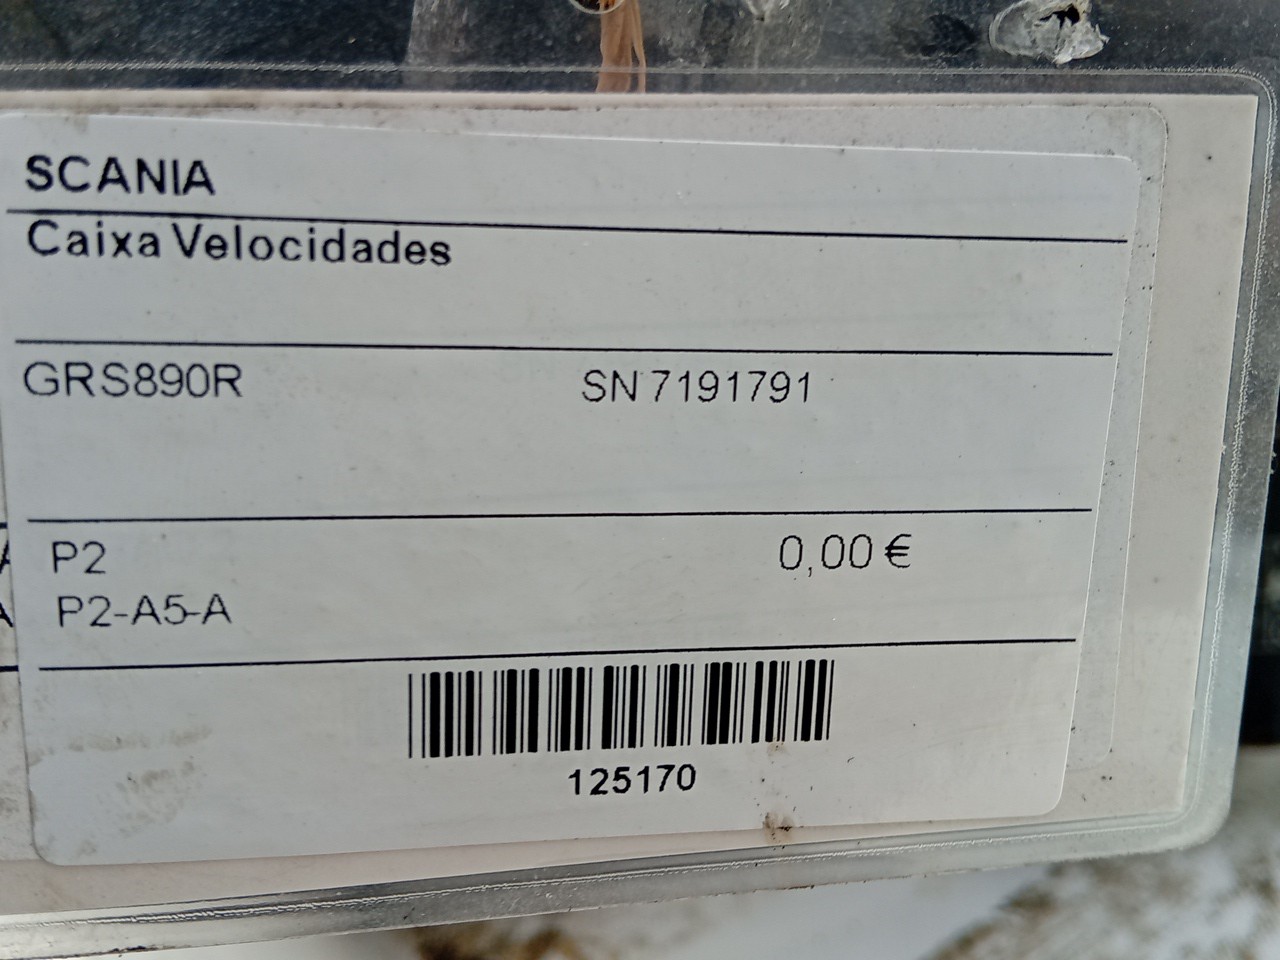 SCANIA
Caixa Velocidades
GRS890R SN 7191791
P2 0,00 €
P2-A5-A
125170